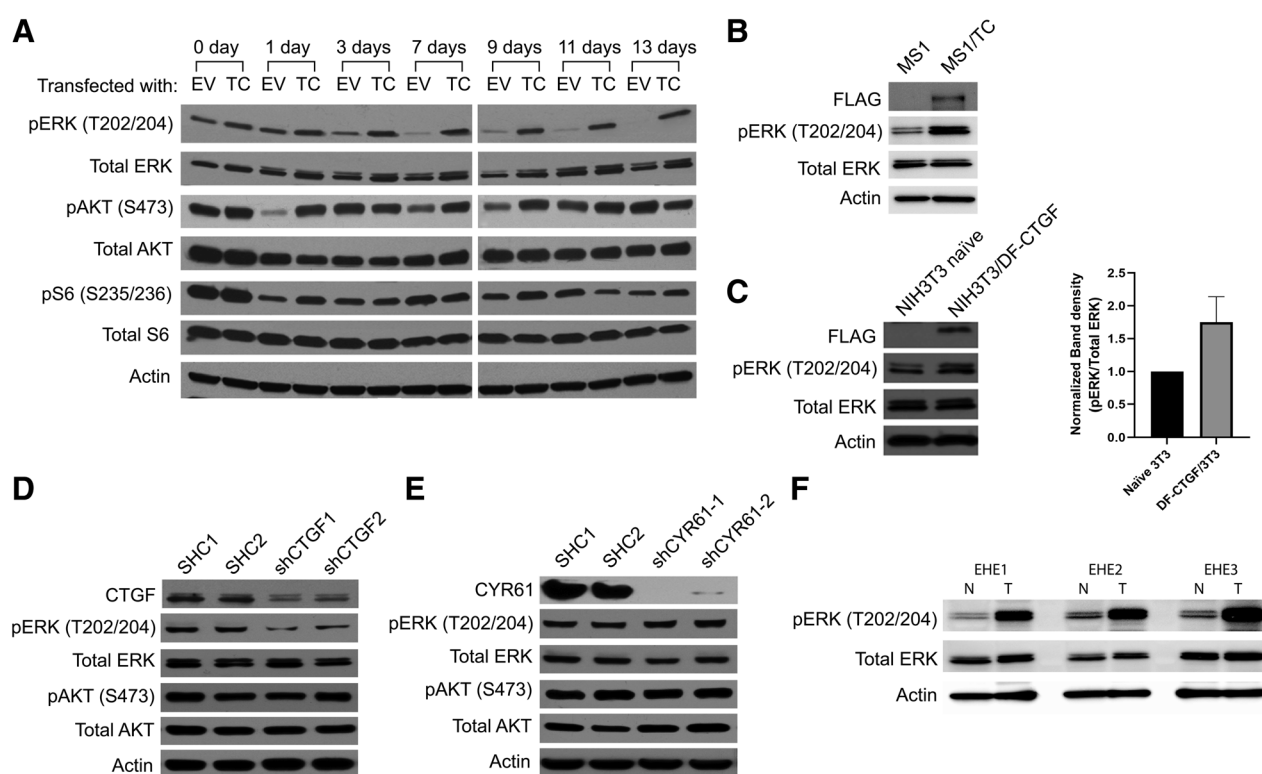 A
0 day 1 day 3 days 7 days 9 days 11 days 13 days
Transfected with: EV TC EV TC EV TC EV TC EV TC EV TC EV TC
pERK (T202/204)
Total ERK
pAKT (S473)
Total AKT
pS6 (S235/236)
Total S6
Actin
B
MS1 MS1/TC
FLAG
pERK (T202/204)
Total ERK
Actin
C
NIH3T3 naïve NIH3T3/DF-CTGF
FLAG
pERK (T202/204)
Total ERK
Actin
Normalized Band density
(pERK/Total ERK)
2.5
2.0
1.5
1.0
0.5
0.0
Naïve 3T3 DF-CTGF/3T3
D
SHC1 SHC2 shCTGF1 shCTGF2
CTGF
pERK (T202/204)
Total ERK
pAKT (S473)
Total AKT
Actin
E
SHC1 SHC2 shCYR61-1 shCYR61-2
CYR61
pERK (T202/204)
Total ERK
pAKT (S473)
Total AKT
Actin
F
EHE1 EHE2 EHE3
N T N T N T
pERK (T202/204)
Total ERK
Actin